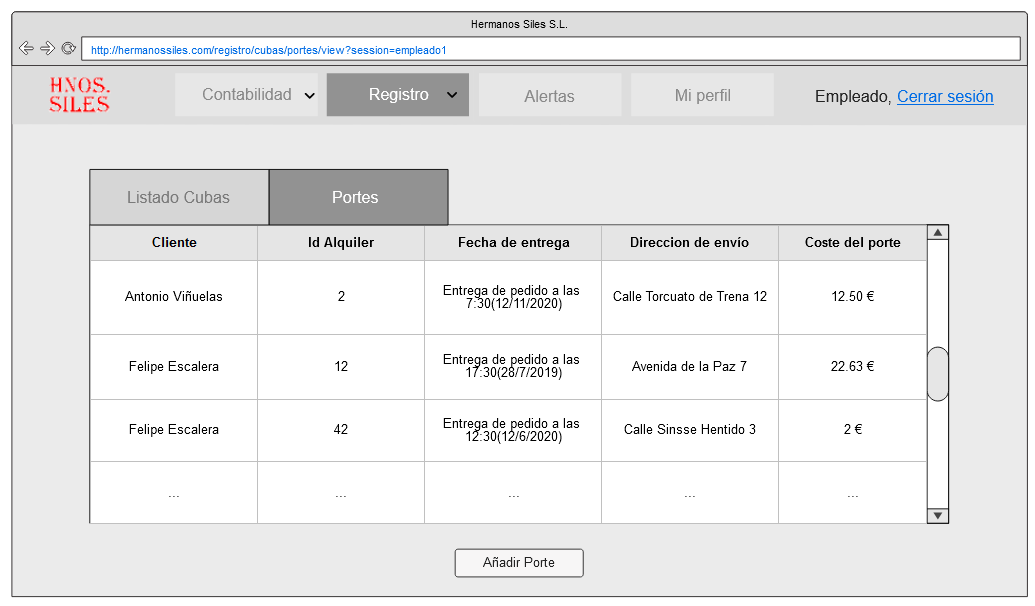 Hermanos Siles S.L.
http://hermanossiles.com/registro/cubas/portes/view?session=empleado1
HNOS.
SILES
Contabilidad
Registro
Alertas
Mi perfil
Empleado, Cerrar sesión
Listado Cubas
Portes
Cliente
Id Alquiler
Fecha de entrega
Direccion de envío
Coste del porte
Antonio Viñuelas
2
Entrega de pedido a las
7:30(12/11/2020)
Calle Torcuato de Trena 12
12.50 €
Felipe Escalera
12
Entrega de pedido a las
17:30(28/7/2019)
Avenida de la Paz 7
22.63 €
Felipe Escalera
42
Entrega de pedido a las
12:30(12/6/2020)
Calle Sinsse Hentido 3
2 €
...
...
...
...
...
Añadir Porte